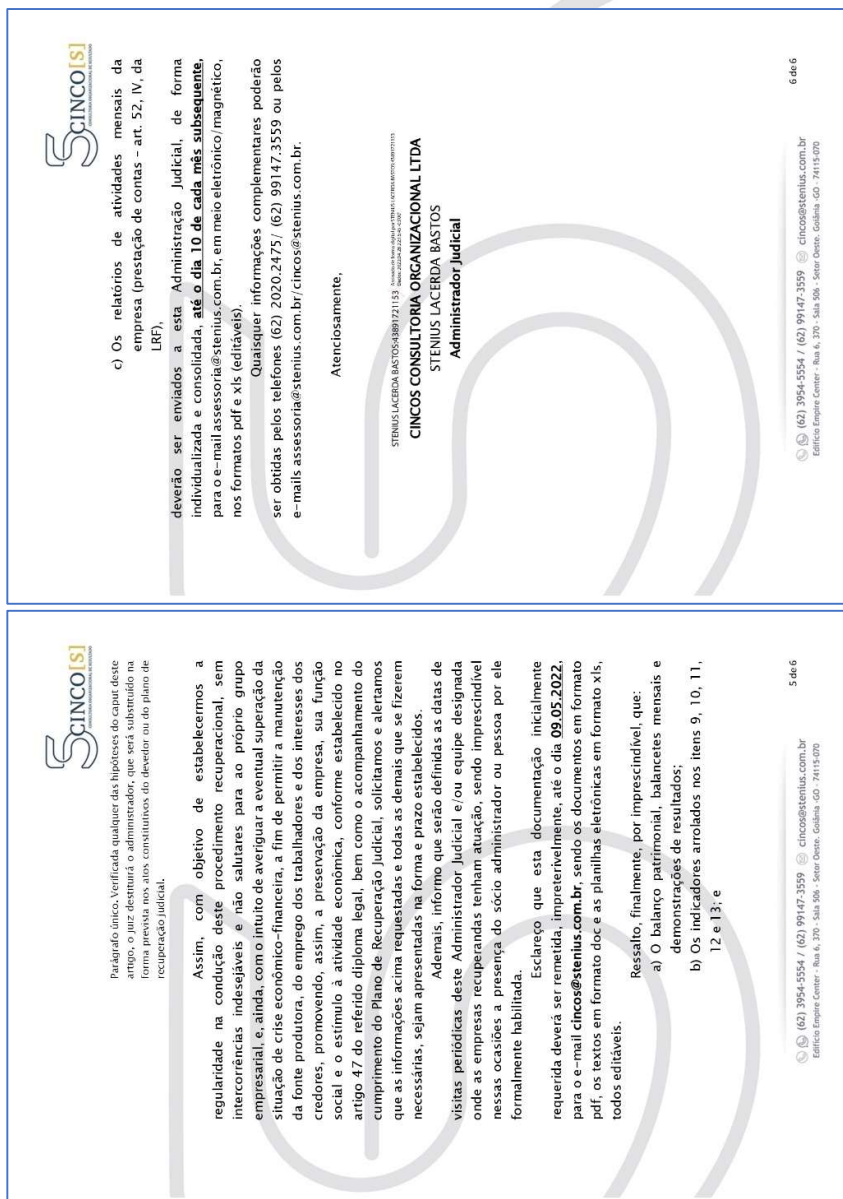 5CINCO[S]
Parágrafo único. Verificada qualquer das hipóteses do caput deste
artigo, o juiz destituirá o administrador, que será substituído na
forma prevista nos atos constitutivos do devedor ou do plano de
recuperação judicial.
Assim, com objetivo de estabelecermos a
regularidade na condução deste procedimento recuperacional, sem
intercorrências indesejáveis e não salutares para ao próprio grupo
empresarial, e, ainda, com o intuito de averiguar a eventual superação da
situação de crise econômico-financeira, a fim de permitir a manutenção
da fonte produtora, do emprego dos trabalhadores e dos interesses dos
credores, promovendo, assim, a preservação da empresa, sua função
social e o estímulo à atividade econômica, conforme estabelecido no
artigo 47 do referido diploma legal, bem como o acompanhamento do
cumprimento do Plano de Recuperação Judicial, solicitamos e alertamos
que as informações acima requestadas e todas as demais que se fizerem
necessárias, sejam apresentadas na forma e prazo estabelecidos.
Ademais, informo que serão definidas as datas de
visitas periódicas deste Administrador Judicial e/ou equipe designada
onde as empresas recuperandas tenham atuação, sendo imprescindível
nessas ocasiões a presença do sócio administrador ou pessoa por ele
formalmente habilitada.
Esclareço que esta documentação inicialmente
requerida deverá ser remetida, impreterivelmente, até o dia 09.05.2022,
para o e-mail cincos@stenius.com.br, sendo os documentos em formato
pdf, os textos em formato doc e as planilhas eletrônicas em formato xls,
todos editáveis.
Ressalto, finalmente, por imprescindível, que:
a) O balanço patrimonial, balancetes mensais e
demonstrações de resultados;
b) Os indicadores arrolados nos itens 9, 10, 11,
12 e 13; e
5 de 6
(62) 3954-5554 / (62) 99147-3559 cincos@stenius.com.br
Edifício Empire Center - Rua 6, 370 - Sala 506 - Setor Oeste. Goiânia -GO - 74115-070
5CINCO[S]
c) Os relatórios de atividades mensais da
empresa (prestação de contas – art. 52, IV, da
LRF),
deverão ser enviados a esta Administração Judicial, de forma
individualizada e consolidada, até o dia 10 de cada mês subsequente,
para o e-mail assessoria@stenius.com.br, em meio eletrônico/magnético,
nos formatos pdf e xls (editáveis).
Quaisquer informações complementares poderão
ser obtidas pelos telefones (62) 2020.2475/ (62) 99147.3559 ou pelos
e-mails assessoria@stenius.com.br/cincos@stenius.com.br.
Atenciosamente,
STENIUS LACERDA BASTOS:43891721153
CINCOS CONSULTORIA ORGANIZACIONAL LTDA
STENIUS LACERDA BASTOS
Administrador Judicial
6 de 6
(62) 3954-5554 / (62) 99147-3559 cincos@stenius.com.br
Edifício Empire Center - Rua 6, 370 - Sala 506 - Setor Oeste. Goiânia -GO - 74115-070